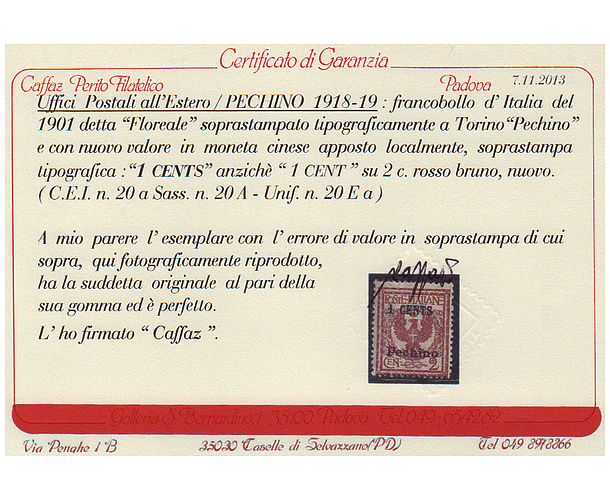 Certificato di Garanzia
Caffaz Perito Filatelico Padova 7.11.2013
Uffici Postali all'Estero / PECHINO 1918-19 : francobollo d' Italia del
1901 detta “Floreale” soprastampato tipograficamente a Torino“Pechino”
e con nuovo valore in moneta cinese apposto localmente, soprastampa
tipografica : “1 CENTS” anzichè “ 1 CENT ” su 2 c. rosso bruno, nuovo.
( C.E.I. n. 20 a Sass. n. 20 A - Unif. n. 20 E a )
A mio parere l' esemplare con l' errore di valore in soprastampa di cui
sopra, qui fotograficamente riprodotto,
ha la suddetta originale al pari della
sua gomma ed è perfetto.
L' ho firmato “ Caffaz ”.
Caffaz
POSTE ITALIANE
1 CENTS
Pechino
CEN. 2
Galleria S. Bernardino,1 35100 Padova Tel. 049-654282
Via Penghe 1 B 35030 Caselle di Selvazzano(PD) Tel 049 8978866